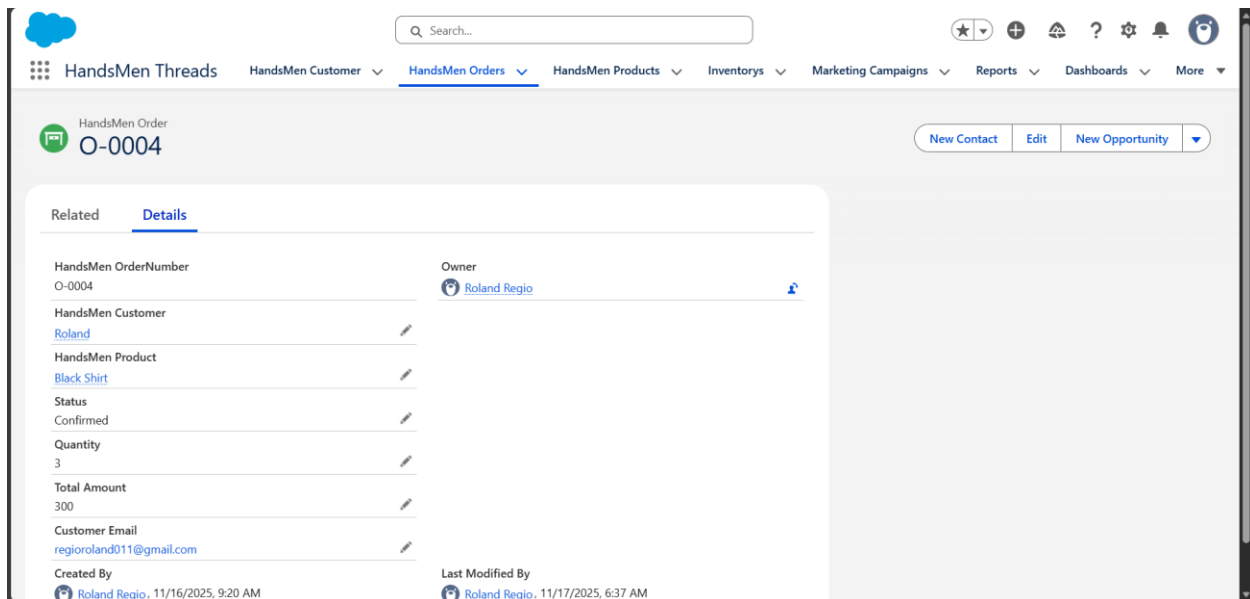 Search...
HandsMen Threads
HandsMen Customer
HandsMen Orders
HandsMen Products
Inventorys
Marketing Campaigns
Reports
Dashboards
More
HandsMen Order
O-0004
New Contact
Edit
New Opportunity
Related
Details
HandsMen OrderNumber
O-0004
Owner
Roland Regio
HandsMen Customer
Roland
HandsMen Product
Black Shirt
Status
Confirmed
Quantity
3
Total Amount
300
Customer Email
regioroland011@gmail.com
Created By
Roland Regio, 11/16/2025, 9:20 AM
Last Modified By
Roland Regio, 11/17/2025, 6:37 AM